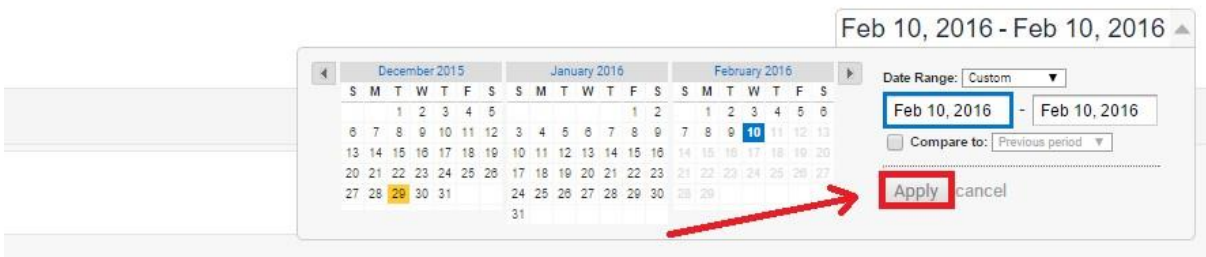 Feb 10, 2016 - Feb 10, 2016
December 2015 January 2016 February 2016
S M T W T F S S M T W T F S S M T W T F S
1 2 3 4 5 1 2 1 2 3 4 5 6
6 7 8 9 10 11 12 3 4 5 6 7 8 9 7 8 9 10 11 12 13
13 14 15 16 17 18 19 10 11 12 13 14 15 16 14 15 16 17 18 19 20
20 21 22 23 24 25 26 17 18 19 20 21 22 23 21 22 23 24 25 26 27
27 28 29 30 31 24 25 26 27 28 29 30 28 29
31
Date Range: Custom
Feb 10, 2016 - Feb 10, 2016
Compare to: Previous period
Apply cancel